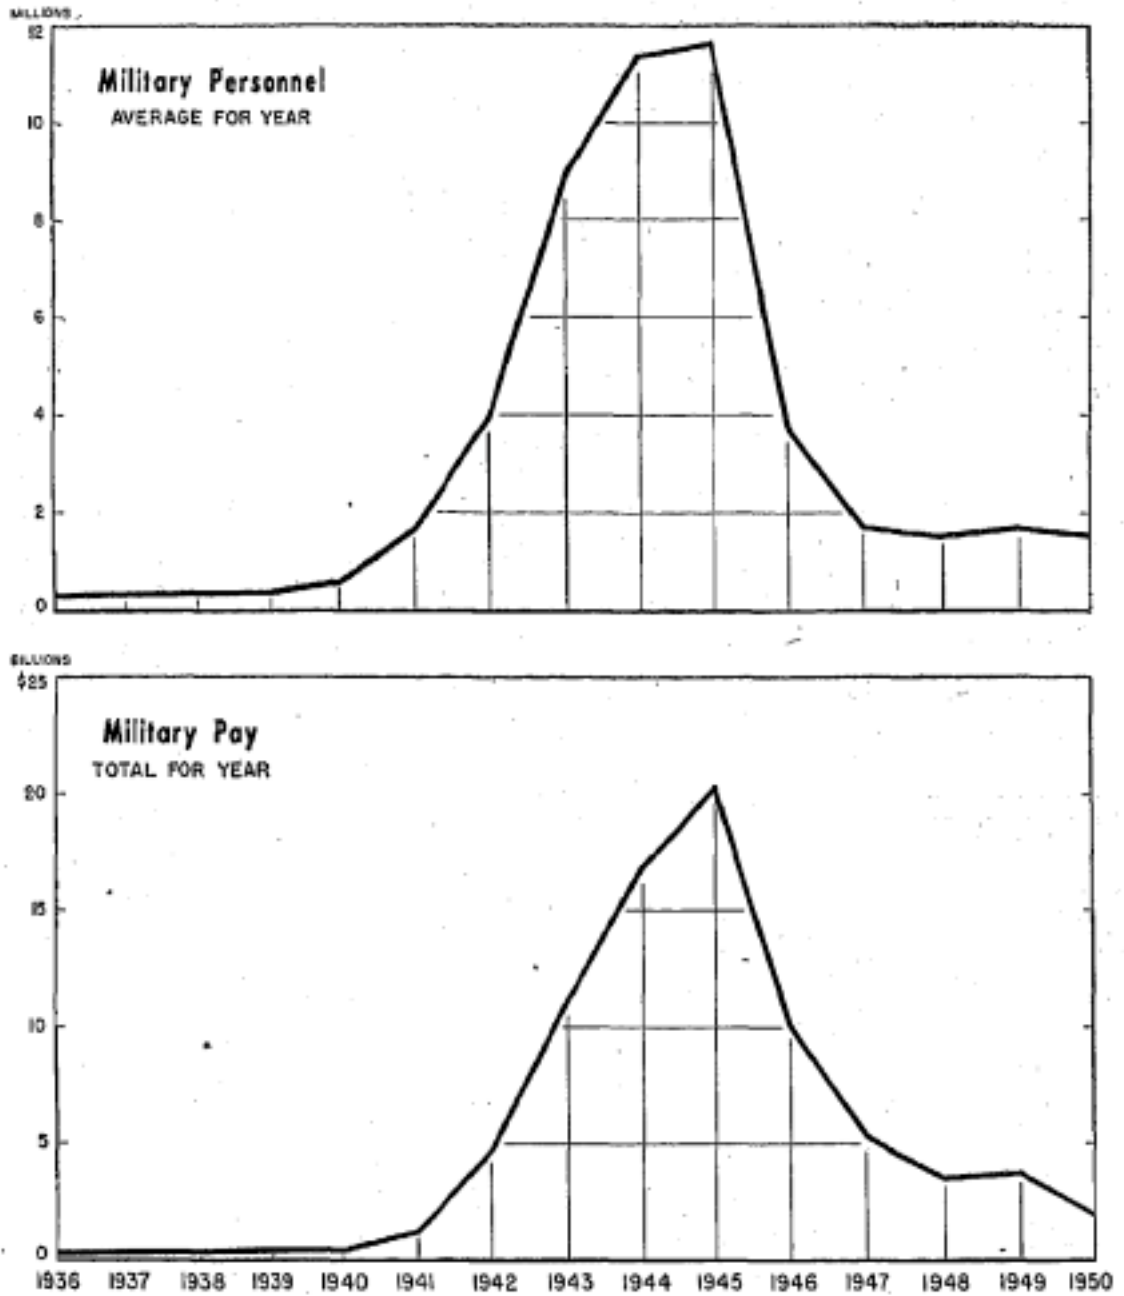 MILLIONS
12
Military Personnel
AVERAGE FOR YEAR
10
8
6
4
2
0
BILLIONS
$25
Military Pay
TOTAL FOR YEAR
20
15
10
5
0
1936 1937 1938 1939 1940 1941 1942 1943 1944 1945 1946 1947 1948 1949 1950